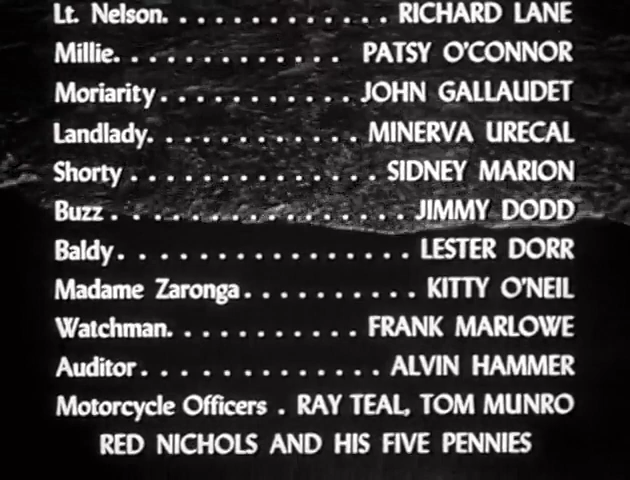 Lt. Nelson. . . . . . . . . . . . . RICHARD LANE
Millie. . . . . . . . . . . . . PATSY O'CONNOR
Moriarity . . . . . . . . . . . JOHN GALLAUDET
Landlady. . . . . . . . . . . . MINERVA URECAL
Shorty . . . . . . . . . . . . . . SIDNEY MARION
Buzz . . . . . . . . . . . . . . . . JIMMY DODD
Baldy. . . . . . . . . . . . . . . . LESTER DORR
Madame Zaronga. . . . . . . . . . KITTY O'NEIL
Watchman. . . . . . . . . . . FRANK MARLOWE
Auditor. . . . . . . . . . . . . ALVIN HAMMER
Motorcycle Officers . RAY TEAL, TOM MUNRO
RED NICHOLS AND HIS FIVE PENNIES